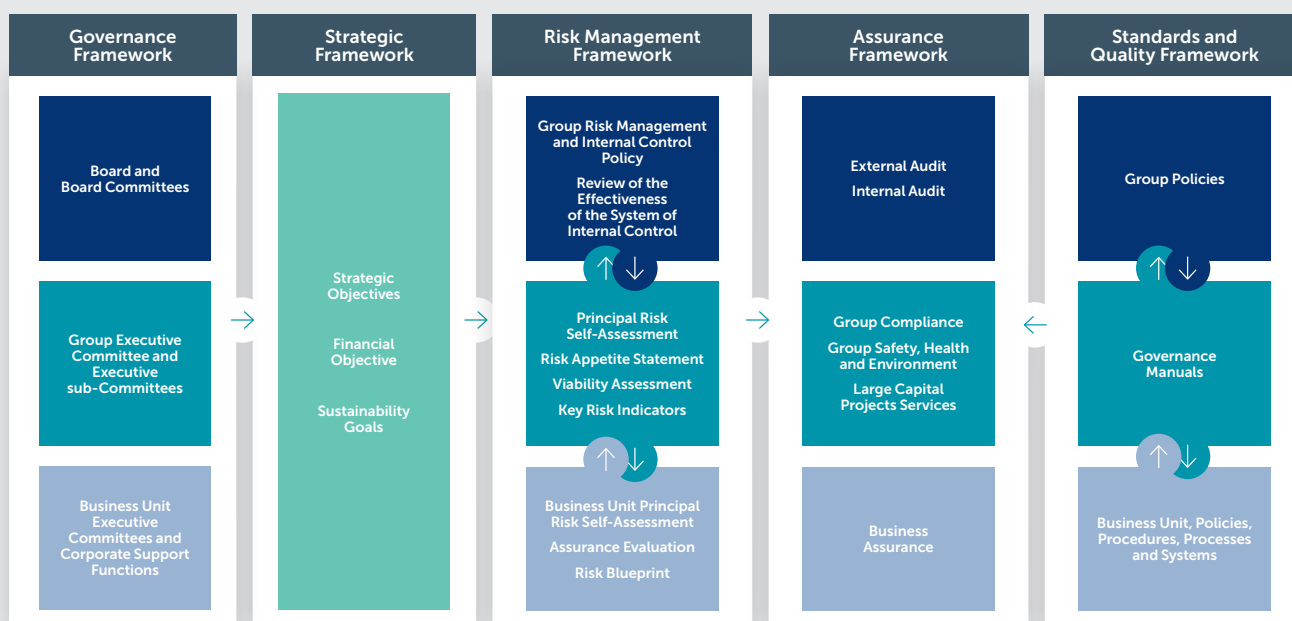 Governance
Framework
Board and
Board Committees
Group Executive
Committee and
Executive
sub-Committees
Business Unit
Executive
Committees and
Corporate Support
Functions
Strategic
Framework
Strategic
Objectives
Financial
Objective
Sustainability
Goals
Risk Management
Framework
Group Risk Management
and Internal Control
Policy
Review of the
Effectiveness
of the System of
Internal Control
Principal Risk
Self-Assessment
Risk Appetite Statement
Viability Assessment
Key Risk Indicators
Business Unit Principal
Risk Self-Assessment
Assurance Evaluation
Risk Blueprint
Assurance
Framework
External Audit
Internal Audit
Group Compliance
Group Safety, Health
and Environment
Large Capital
Projects Services
Business
Assurance
Standards and
Quality Framework
Group Policies
Governance
Manuals
Business Unit, Policies,
Procedures, Processes
and Systems